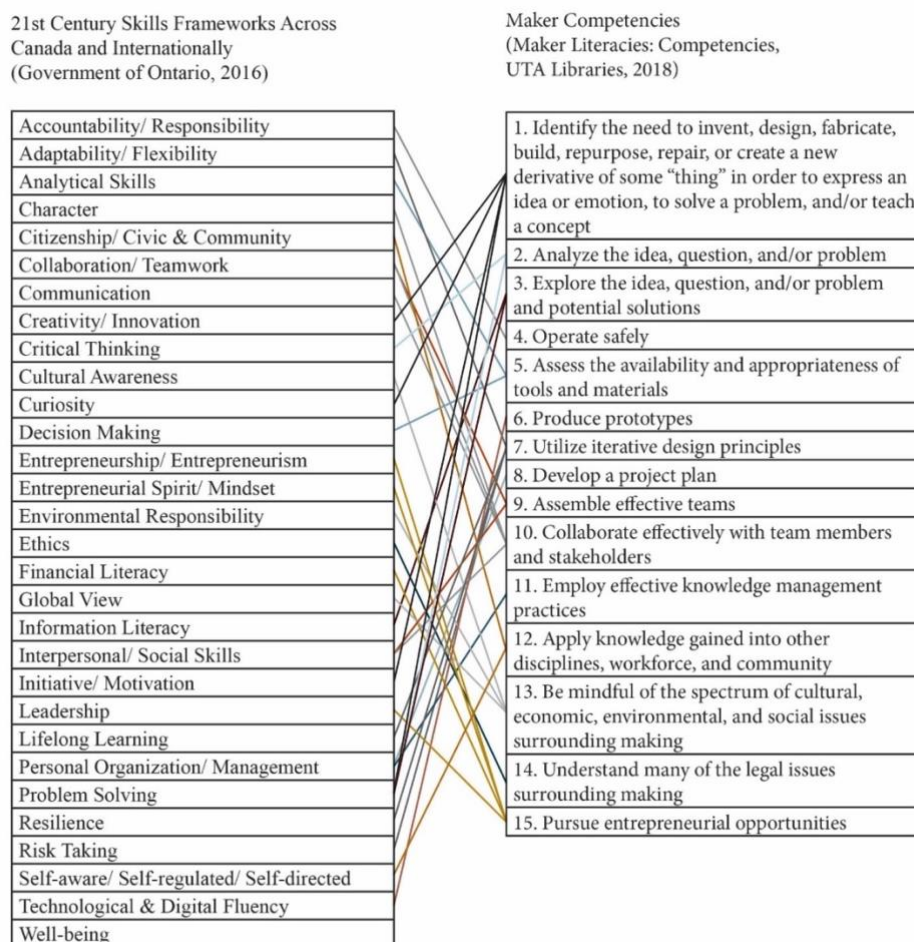 21st Century Skills Frameworks Across
Canada and Internationally
(Government of Ontario, 2016)
Accountability/ Responsibility
Adaptability/ Flexibility
Analytical Skills
Character
Citizenship/ Civic & Community
Collaboration/ Teamwork
Communication
Creativity/ Innovation
Critical Thinking
Cultural Awareness
Curiosity
Decision Making
Entrepreneurship/ Entrepreneurism
Entrepreneurial Spirit/ Mindset
Environmental Responsibility
Ethics
Financial Literacy
Global View
Information Literacy
Interpersonal/ Social Skills
Initiative/ Motivation
Leadership
Lifelong Learning
Personal Organization/ Management
Problem Solving
Resilience
Risk Taking
Self-aware/ Self-regulated/ Self-directed
Technological & Digital Fluency
Well-being
Maker Competencies
(Maker Literacies: Competencies,
UTA Libraries, 2018)
1. Identify the need to invent, design, fabricate,
build, repurpose, repair, or create a new
derivative of some “thing” in order to express an
idea or emotion, to solve a problem, and/or teach
a concept
2. Analyze the idea, question, and/or problem
3. Explore the idea, question, and/or problem
and potential solutions
4. Operate safely
5. Assess the availability and appropriateness of
tools and materials
6. Produce prototypes
7. Utilize iterative design principles
8. Develop a project plan
9. Assemble effective teams
10. Collaborate effectively with team members
and stakeholders
11. Employ effective knowledge management
practices
12. Apply knowledge gained into other
disciplines, workforce, and community
13. Be mindful of the spectrum of cultural,
economic, environmental, and social issues
surrounding making
14. Understand many of the legal issues
surrounding making
15. Pursue entrepreneurial opportunities